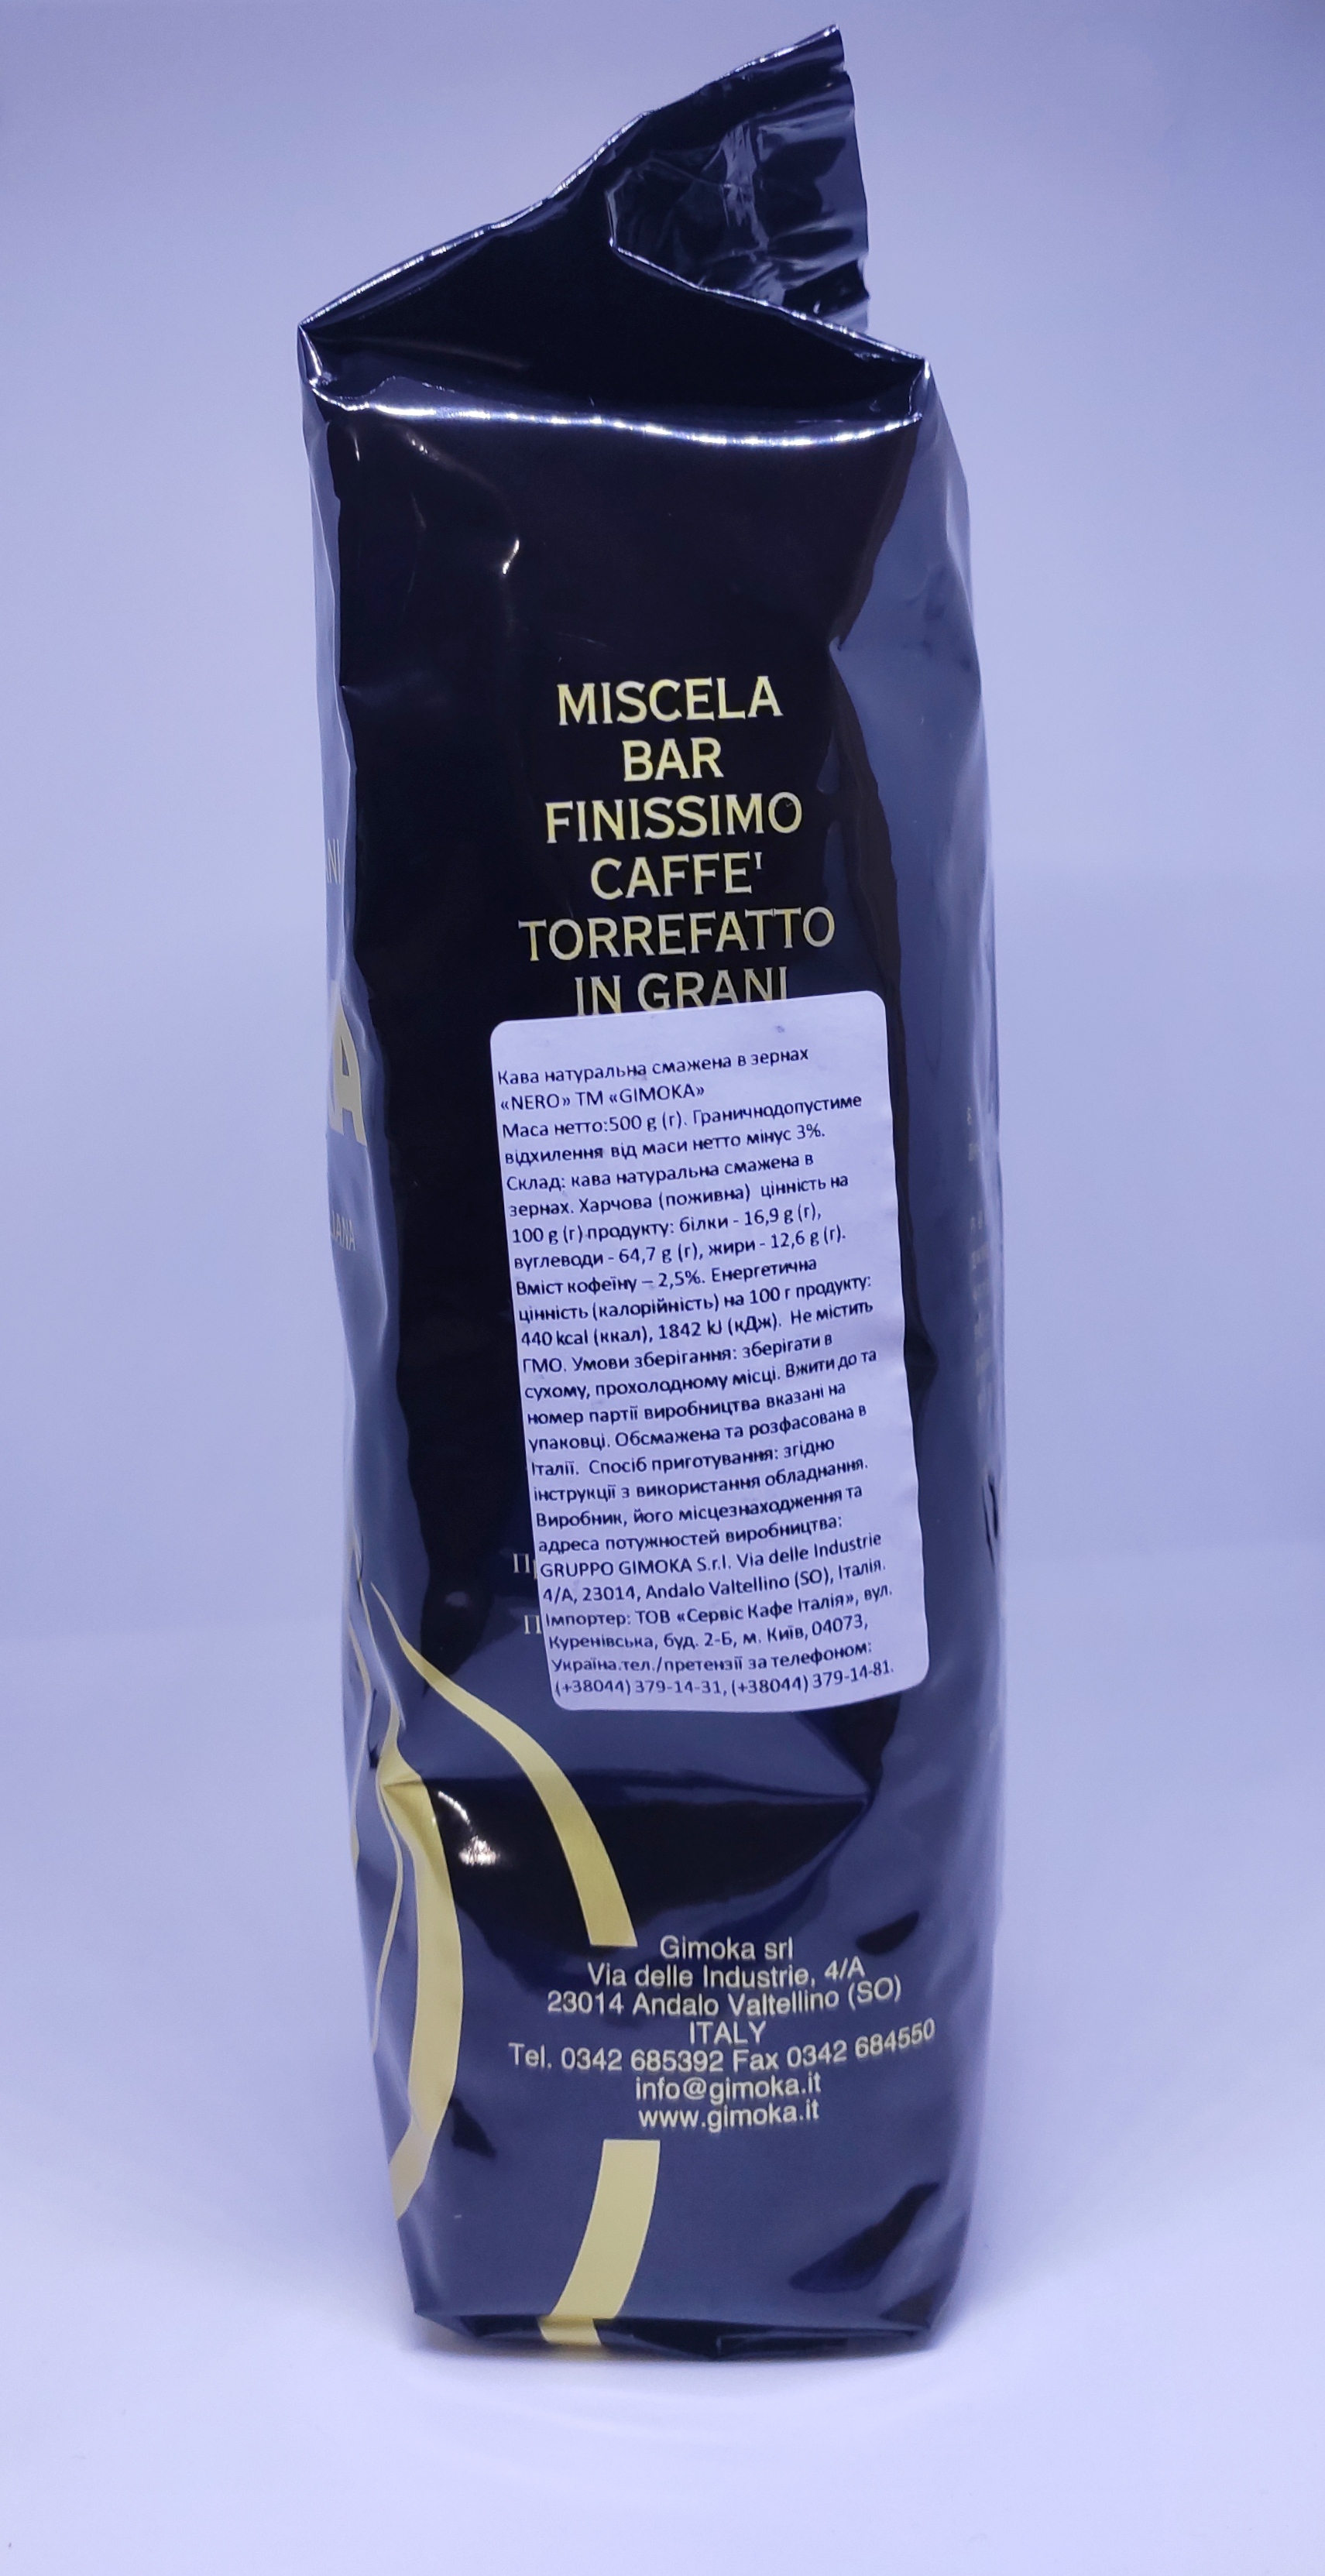 MISCELA
BAR
FINISSIMO
CAFFE'
TORREFATTO
IN GRANI
Кава натуральна смажена в зернах
«NERO» ТМ «GIMOKA»
Маса нетто:500 g (г). Граничнодопустиме
відхилення від маси нетто мінус 3%.
Склад: кава натуральна смажена в
зернах. Харчова (поживна) цінність на
100 g (г) продукту: білки - 16,9 g (г),
вуглеводи - 64,7 g (г), жири - 12,6 g (г).
Вміст кофеїну – 2,5%. Енергетична
цінність (калорійність) на 100 г продукту:
440 kcal (ккал), 1842 kJ (кДж). Не містить
ГМО. Умови зберігання: зберігати в
сухому, прохолодному місці. Вжити до та
номер партії виробництва вказані на
упаковці. Обсмажена та розфасована в
Італії. Спосіб приготування: згідно
інструкції з використання обладнання.
Виробник, його місцезнаходження та
адреса потужностей виробництва:
GRUPPO GIMOKA S.r.l. Via delle Industrie
4/A, 23014, Andalo Valtellino (SO), Італія.
Імпортер: ТОВ «Сервіс Кафе Італія», вул.
Куренівська, буд. 2-Б, м. Київ, 04073,
Україна.тел./претензії за телефоном:
(+38044) 379-14-31, (+38044) 379-14-81.
Gimoka srl
Via delle Industrie, 4/A
23014 Andalo Valtellino (SO)
ITALY
Tel. 0342 685392 Fax 0342 684550
info@gimoka.it
www.gimoka.it